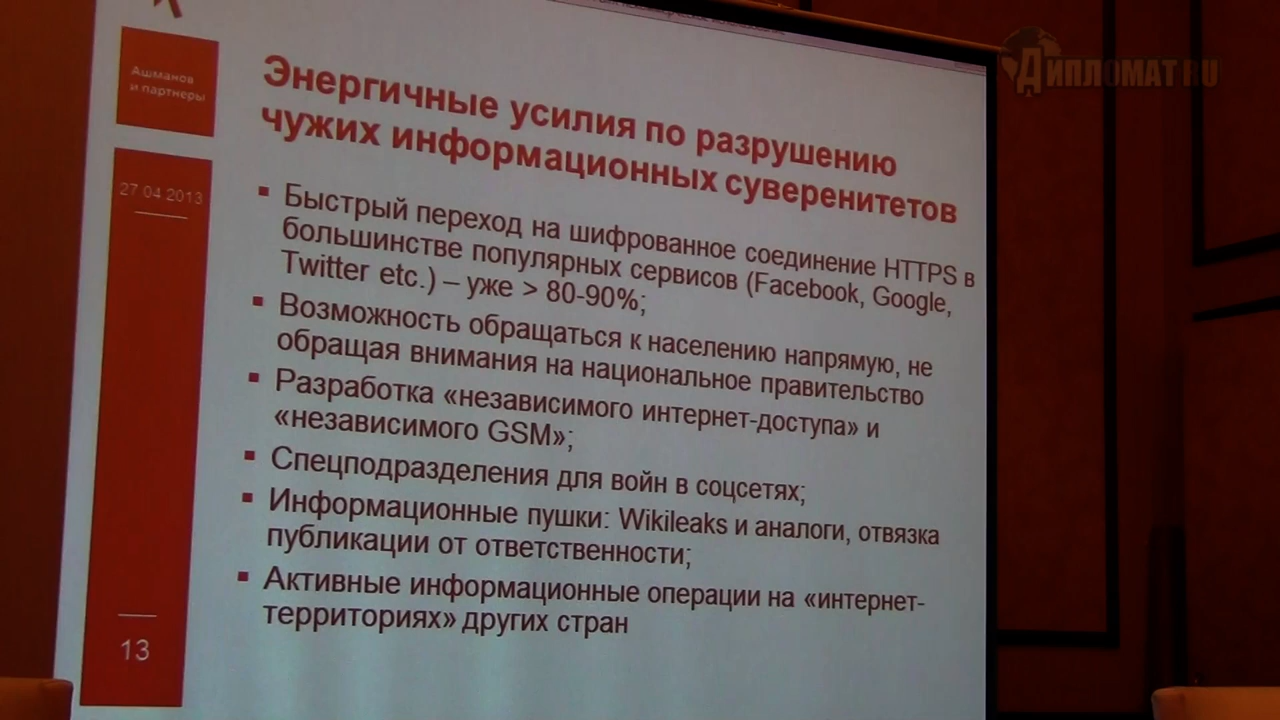 ДИПЛОМАТ RU
Ашманов
и партнеры
27 04 2013
Энергичные усилия по разрушению
чужих информационных суверенитетов
▪ Быстрый переход на шифрованное соединение HTTPS в
большинстве популярных сервисов (Facebook, Google,
Twitter etc.) – уже > 80-90%;
▪ Возможность обращаться к населению напрямую, не
обращая внимания на национальное правительство
▪ Разработка «независимого интернет-доступа» и
«независимого GSM»;
▪ Спецподразделения для войн в соцсетях;
▪ Информационные пушки: Wikileaks и аналоги, отвязка
публикации от ответственности;
▪ Активные информационные операции на «интернет-
территориях» других стран
13